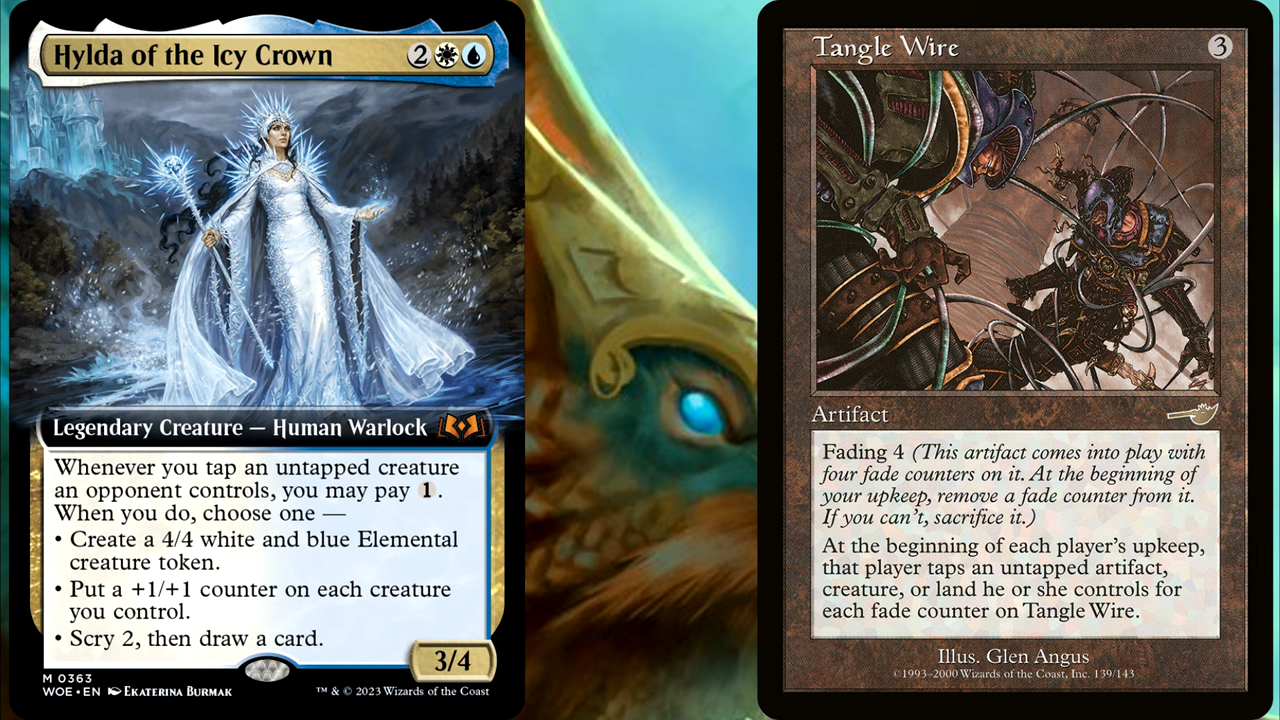 Hylda of the Icy Crown 2
Legendary Creature — Human Warlock
Whenever you tap an untapped creature
an opponent controls, you may pay 1.
When you do, choose one —
• Create a 4/4 white and blue Elemental
creature token.
• Put a +1/+1 counter on each creature
you control.
• Scry 2, then draw a card.
3/4
M 0363
WOE • EN Ekaterina Burmak
™ & © 2023 Wizards of the Coast
Tangle Wire 3
Artifact
Fading 4 (This artifact comes into play with
four fade counters on it. At the beginning of
your upkeep, remove a fade counter from it.
If you can't, sacrifice it.)
At the beginning of each player's upkeep,
that player taps an untapped artifact,
creature, or land he or she controls for
each fade counter on Tangle Wire.
Illus. Glen Angus
©1993–2000 Wizards of the Coast, Inc. 139/143